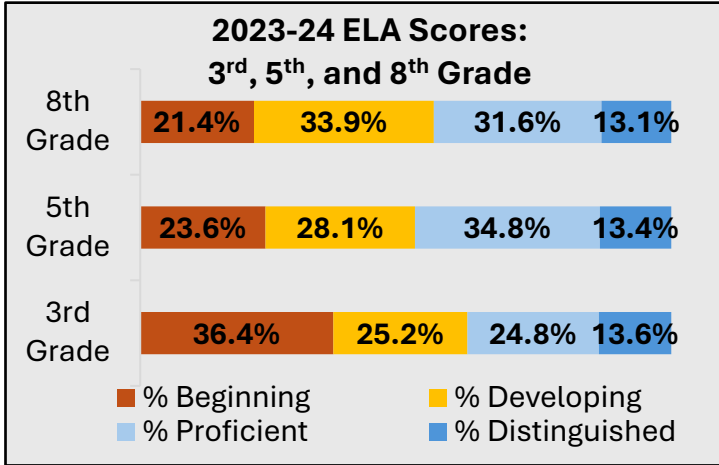 2023-24 ELA Scores:
3rd, 5th, and 8th Grade
8th
Grade
21.4% 33.9% 31.6% 13.1%
5th
Grade
23.6% 28.1% 34.8% 13.4%
3rd
Grade
36.4% 25.2% 24.8% 13.6%
% Beginning % Developing
% Proficient % Distinguished